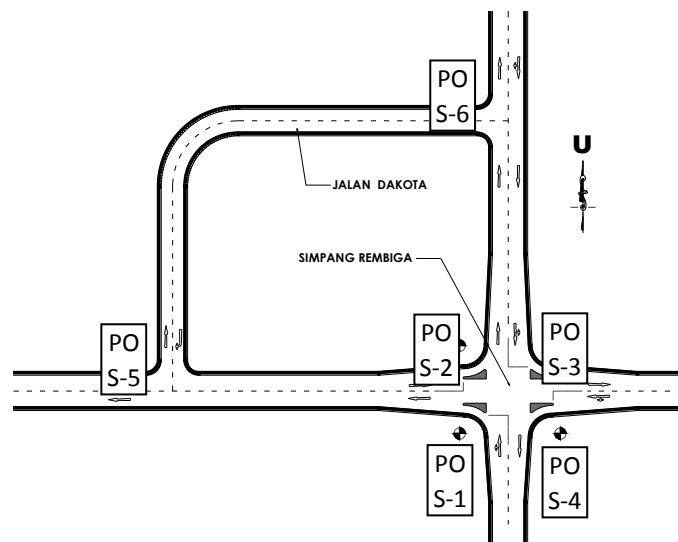 PO
S-6
U
JALAN DAKOTA
SIMPANG REMBIGA
PO
S-5
PO
S-2
PO
S-3
PO
S-1
PO
S-4